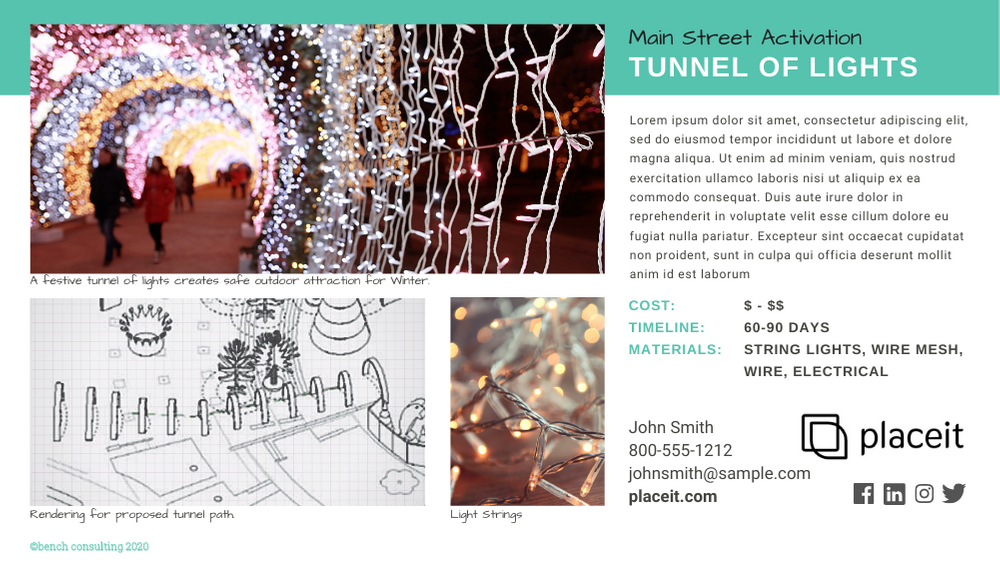 Main Street Activation
TUNNEL OF LIGHTS
A festive tunnel of lights creates safe outdoor attraction for Winter.
Rendering for proposed tunnel path.
Light Strings
Lorem ipsum dolor sit amet, consectetur adipiscing elit,
sed do eiusmod tempor incididunt ut labore et dolore
magna aliqua. Ut enim ad minim veniam, quis nostrud
exercitation ullamco laboris nisi ut aliquip ex ea
commodo consequat. Duis aute irure dolor in
reprehenderit in voluptate velit esse cillum dolore eu
fugiat nulla pariatur. Excepteur sint occaecat cupidatat
non proident, sunt in culpa qui officia deserunt mollit
anim id est laborum
COST: $ - $$
TIMELINE: 60-90 DAYS
MATERIALS: STRING LIGHTS, WIRE MESH,
WIRE, ELECTRICAL
John Smith
800-555-1212
johnsmith@sample.com
placeit.com
placeit
©bench consulting 2020